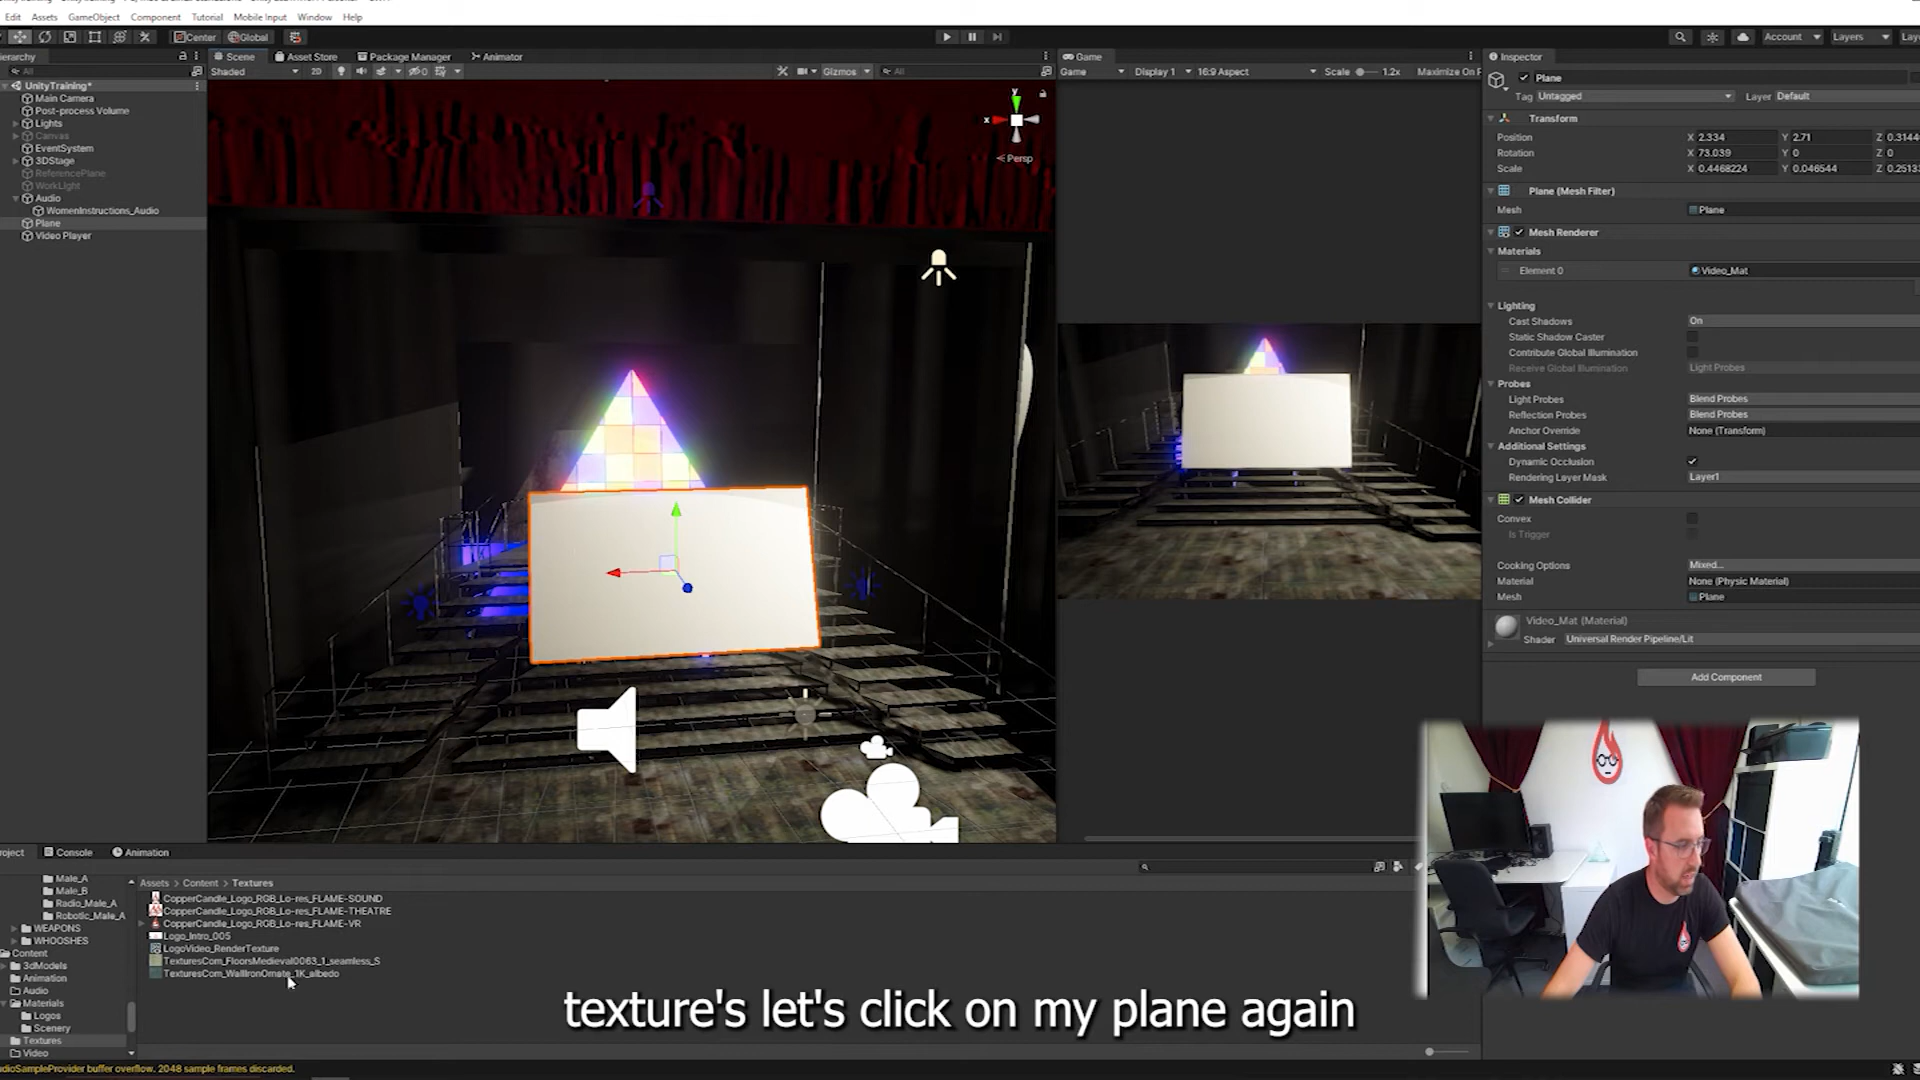 Edit Assets GameObject Component Tutorial Mobile Input Window Help
Center Global Account Layers
Scene Asset Store Package Manager Animator Game Inspector
Shaded 2D Gizmos All Game Display 1 16:9 Aspect Scale 1.2x
All
UnityTraining*
Main Camera
Post-process Volume
Lights
Canvas
EventSystem
3DStage
ReferencePlane
WorkLight
Audio
WomenInstructions_Audio
Plane
Video Player
y
x
Persp
Plane
Tag Untagged Layer Default
Transform
Position X 2.334 Y 2.71 Z
Rotation X 73.039 Y 0 Z 0
Scale X 0.4468224 Y 0.046544 Z
Plane (Mesh Filter)
Mesh Plane
Mesh Renderer
Materials
Element 0 Video_Mat
Lighting
Cast Shadows On
Static Shadow Caster
Contribute Global Illumination
Receive Global Illumination Light Probes
Probes
Light Probes Blend Probes
Reflection Probes Blend Probes
Anchor Override None (Transform)
Additional Settings
Dynamic Occlusion
Rendering Layer Mask Layer1
Mesh Collider
Convex
Is Trigger
Cooking Options Mixed...
Material None (Physic Material)
Mesh Plane
Video_Mat (Material)
Shader Universal Render Pipeline/Lit
Add Component
Console Animation
Male_A
Male_B
Radio_Male_A
Robotic_Male_A
WEAPONS
WHOOSHES
Content
3dModels
Animation
Audio
Materials
Logos
Scenery
Textures
Video
Assets > Content > Textures
CopperCandle_Logo_RGB_Lo-res_FLAME-SOUND
CopperCandle_Logo_RGB_Lo-res_FLAME-THEATRE
CopperCandle_Logo_RGB_Lo-res_FLAME-VR
Logo_Intro_005
LogoVideo_RenderTexture
TexturesCom_FloorsMedieval0063_1_seamless_S
TexturesCom_WallIronOrnate_1K_albedo
texture's let's click on my plane again
buffer overflow. 2048 sample frames discarded.